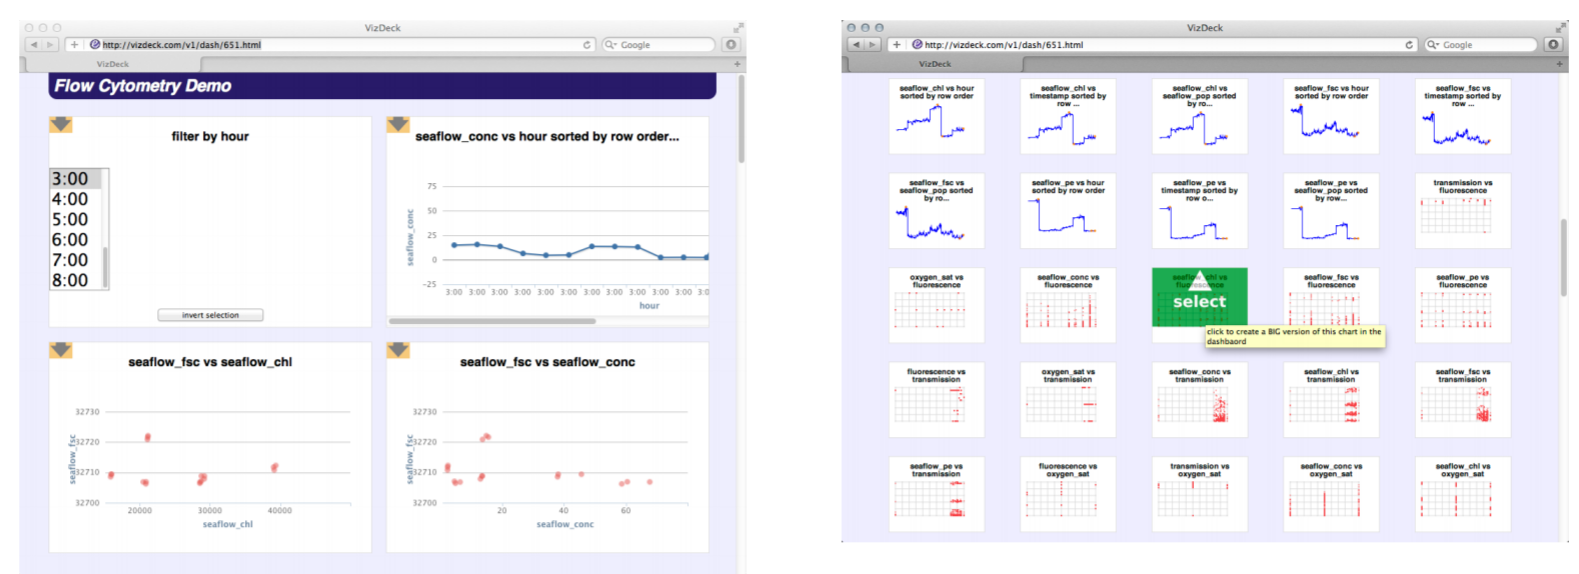 VizDeck
http://vizdeck.com/v1/dash/651.html
Google
VizDeck
Flow Cytometry Demo
filter by hour
3:00
4:00
5:00
6:00
7:00
8:00
invert selection
seaflow_conc vs hour sorted by row order...
75
50
25
0
-25
seaflow_conc
3:00 3:00 3:00 3:00 3:00 3:00 3:00 3:00 3:00 3:00 3:00 3:0
hour
seaflow_fsc vs seaflow_chl
32730
32720
32710
32700
seaflow_fsc
20000 30000 40000
seaflow_chl
seaflow_fsc vs seaflow_conc
32730
32720
32710
32700
seaflow_fsc
20 40 60
seaflow_conc
VizDeck
http://vizdeck.com/v1/dash/651.html
Google
VizDeck
seaflow_chl vs hour
sorted by row order
seaflow_chl vs
timestamp sorted by
row ...
seaflow_chl vs
seaflow_pop sorted
by ro...
seaflow_fsc vs hour
sorted by row order
seaflow_fsc vs
timestamp sorted by
row ...
seaflow_fsc vs
seaflow_pop sorted
by ro...
seaflow_pe vs hour
sorted by row order
seaflow_pe vs
timestamp sorted by
row o...
seaflow_pe vs
seaflow_pop sorted
by row...
transmission vs
fluorescence
oxygen_sat vs
fluorescence
seaflow_conc vs
fluorescence
seaflow_chl vs
fluorescence
select
click to create a BIG version of this chart in the
dashbaord
seaflow_fsc vs
fluorescence
seaflow_pe vs
fluorescence
fluorescence vs
transmission
oxygen_sat vs
transmission
seaflow_conc vs
transmission
seaflow_chl vs
transmission
seaflow_fsc vs
transmission
seaflow_pe vs
transmission
fluorescence vs
oxygen_sat
transmission vs
oxygen_sat
seaflow_conc vs
oxygen_sat
seaflow_chl vs
oxygen_sat